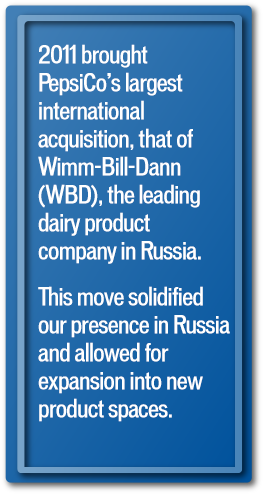 2011 brought
PepsiCo's largest
international
acquisition, that of
Wimm-Bill-Dann
(WBD), the leading
dairy product
company in Russia.
This move solidified
our presence in Russia
and allowed for
expansion into new
product spaces.